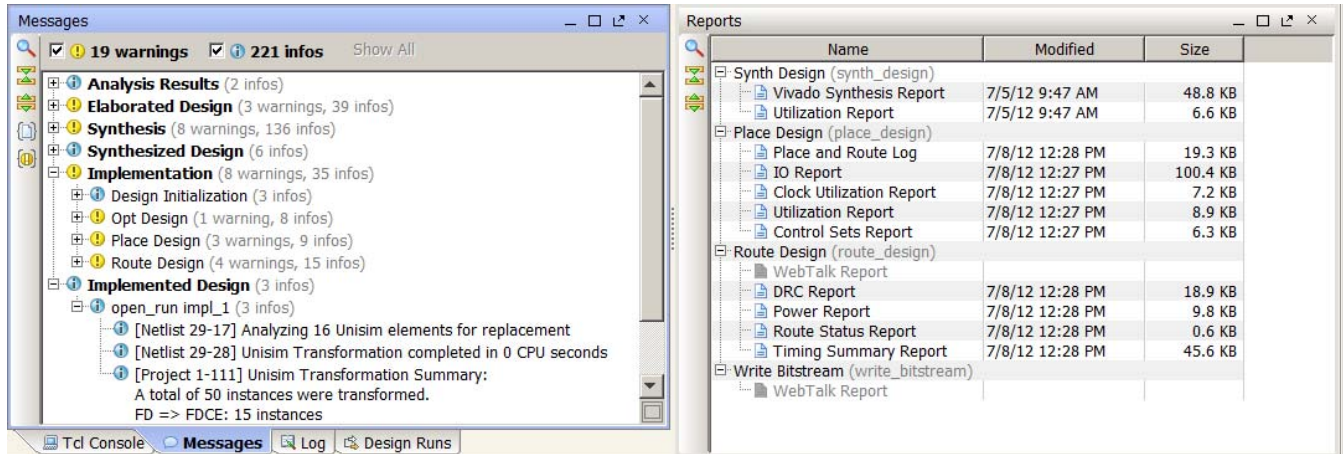 Messages
19 warnings 221 infos Show All
Analysis Results (2 infos)
Elaborated Design (3 warnings, 39 infos)
Synthesis (8 warnings, 136 infos)
Synthesized Design (6 infos)
Implementation (8 warnings, 35 infos)
Design Initialization (3 infos)
Opt Design (1 warning, 8 infos)
Place Design (3 warnings, 9 infos)
Route Design (4 warnings, 15 infos)
Implemented Design (3 infos)
open_run impl_1 (3 infos)
[Netlist 29-17] Analyzing 16 Unisim elements for replacement
[Netlist 29-28] Unisim Transformation completed in 0 CPU seconds
[Project 1-111] Unisim Transformation Summary:
A total of 50 instances were transformed.
FD => FDCE: 15 instances
Tcl Console Messages Log Design Runs
Reports
Name Modified Size
Synth Design (synth_design)
Vivado Synthesis Report 7/5/12 9:47 AM 48.8 KB
Utilization Report 7/5/12 9:47 AM 6.6 KB
Place Design (place_design)
Place and Route Log 7/8/12 12:28 PM 19.3 KB
IO Report 7/8/12 12:27 PM 100.4 KB
Clock Utilization Report 7/8/12 12:27 PM 7.2 KB
Utilization Report 7/8/12 12:27 PM 8.9 KB
Control Sets Report 7/8/12 12:27 PM 6.3 KB
Route Design (route_design)
WebTalk Report
DRC Report 7/8/12 12:28 PM 18.9 KB
Power Report 7/8/12 12:28 PM 9.8 KB
Route Status Report 7/8/12 12:28 PM 0.6 KB
Timing Summary Report 7/8/12 12:28 PM 45.6 KB
Write Bitstream (write_bitstream)
WebTalk Report